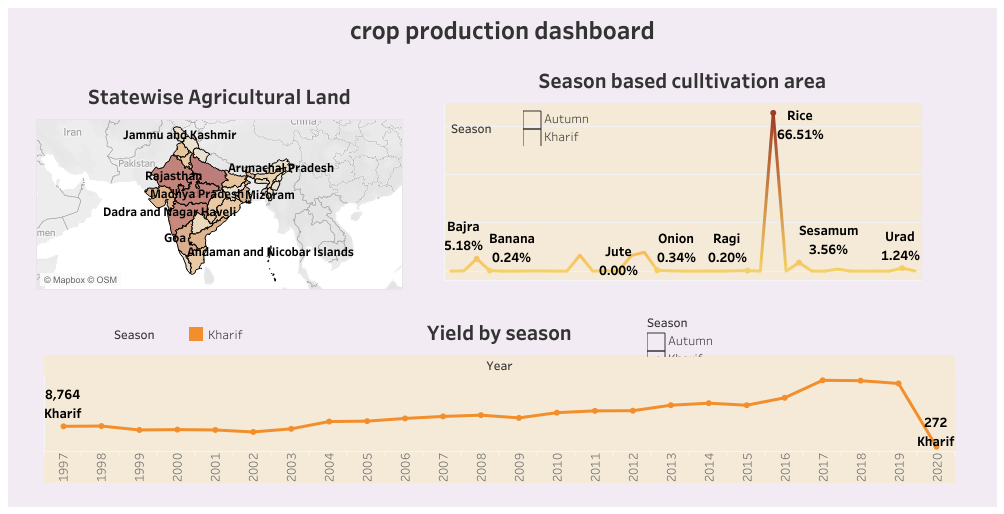 crop production dashboard
Statewise Agricultural Land
Iran
China
Jammu and Kashmir
Pakistan
Arunachal Pradesh
Rajasthan
Madhya Pradesh
Mizoram
Dadra and Nagar Haveli
men
Goa
Andaman and Nicobar Islands
© Mapbox © OSM
Season based culltivation area
Season
Autumn
Kharif
Rice
66.51%
Bajra
5.18%
Banana
0.24%
Jute
0.00%
Onion
0.34%
Ragi
0.20%
Sesamum
3.56%
Urad
1.24%
Season
Kharif
Yield by season
Season
Autumn
Kharif
Year
8,764
Kharif
272
Kharif
1997
1998
1999
2000
2001
2002
2003
2004
2005
2006
2007
2008
2009
2010
2011
2012
2013
2014
2015
2016
2017
2018
2019
2020